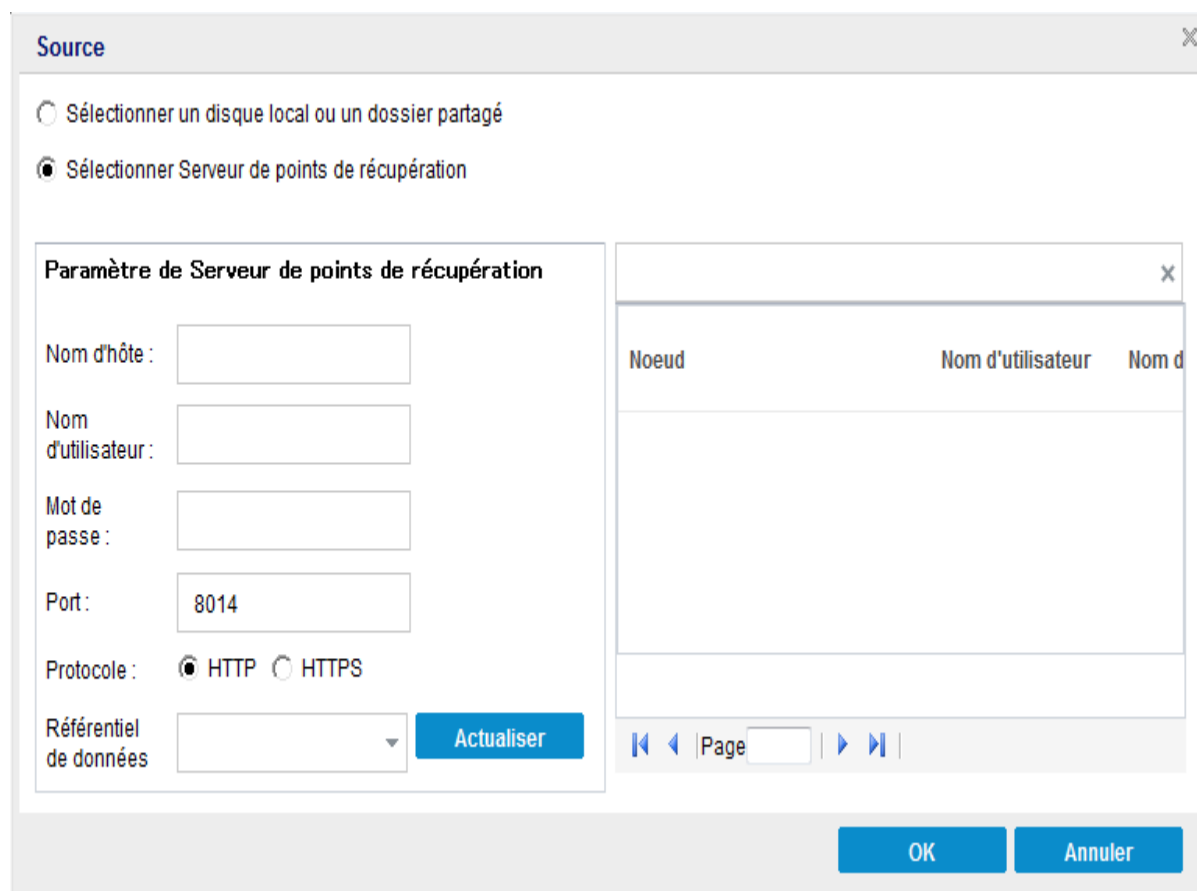 Source
Sélectionner un disque local ou un dossier partagé
Sélectionner Serveur de points de récupération
Paramètre de Serveur de points de récupération
Nom d'hôte :
Nom
d'utilisateur :
Mot de
passe :
Port : 8014
Protocole : HTTP HTTPS
Référentiel
de données
Actualiser
Noeud Nom d'utilisateur Nom d
Page
OK Annuler